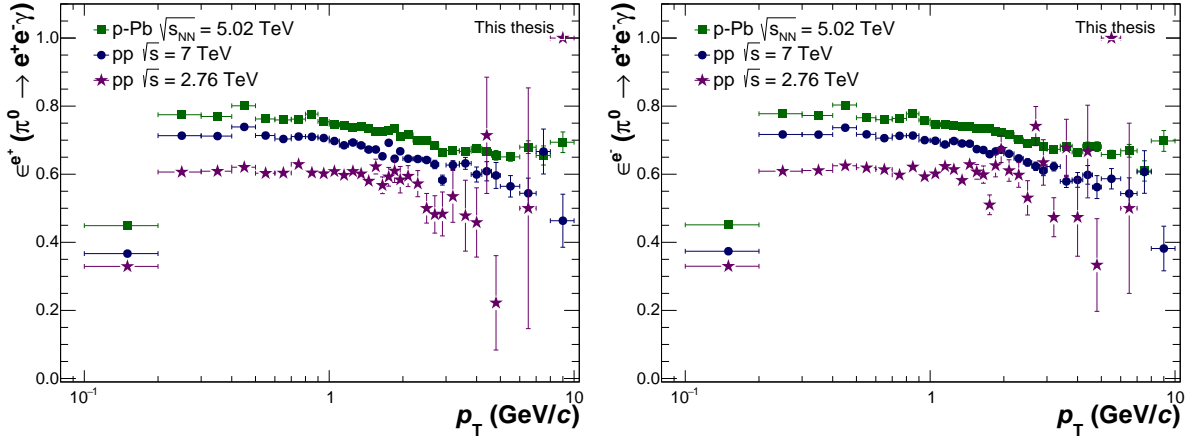 This thesis
p-Pb √s_NN = 5.02 TeV
pp √s = 7 TeV
pp √s = 2.76 TeV
ϵ^e⁺ (π⁰ → e⁺e⁻γ)
1.0
0.8
0.6
0.4
0.2
0.0
10⁻¹
1
10
p_T (GeV/c)
This thesis
p-Pb √s_NN = 5.02 TeV
pp √s = 7 TeV
pp √s = 2.76 TeV
ϵ^e⁻ (π⁰ → e⁺e⁻γ)
1.0
0.8
0.6
0.4
0.2
0.0
10⁻¹
1
10
p_T (GeV/c)